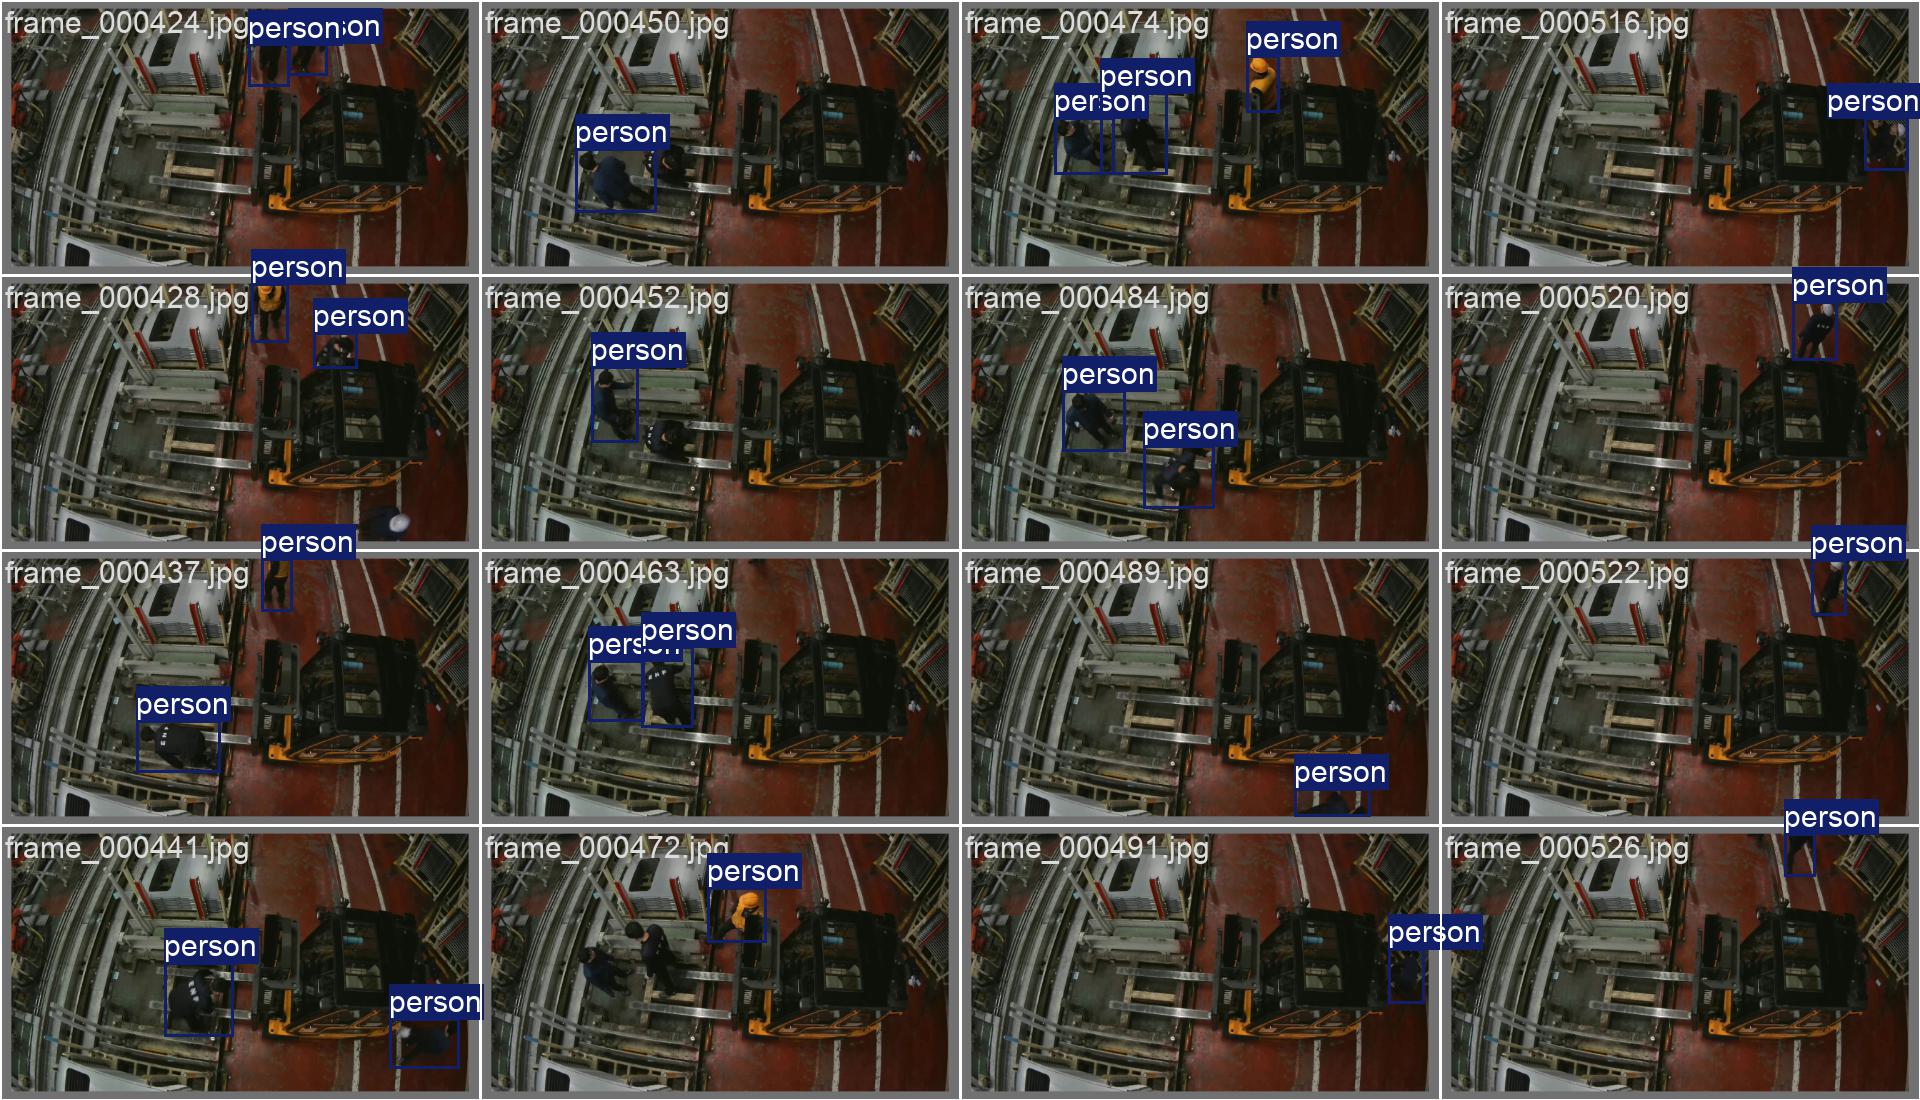 frame_000424.jpg
person
son
frame_000450.jpg
person
frame_000474.jpg
person
person
person
frame_000516.jpg
person
frame_000428.jpg
person
person
frame_000452.jpg
person
frame_000484.jpg
person
person
frame_000520.jpg
person
frame_000437.jpg
person
person
frame_000463.jpg
person
person
frame_000489.jpg
person
frame_000522.jpg
person
frame_000441.jpg
person
person
frame_000472.jpg
person
frame_000491.jpg
person
frame_000526.jpg
person